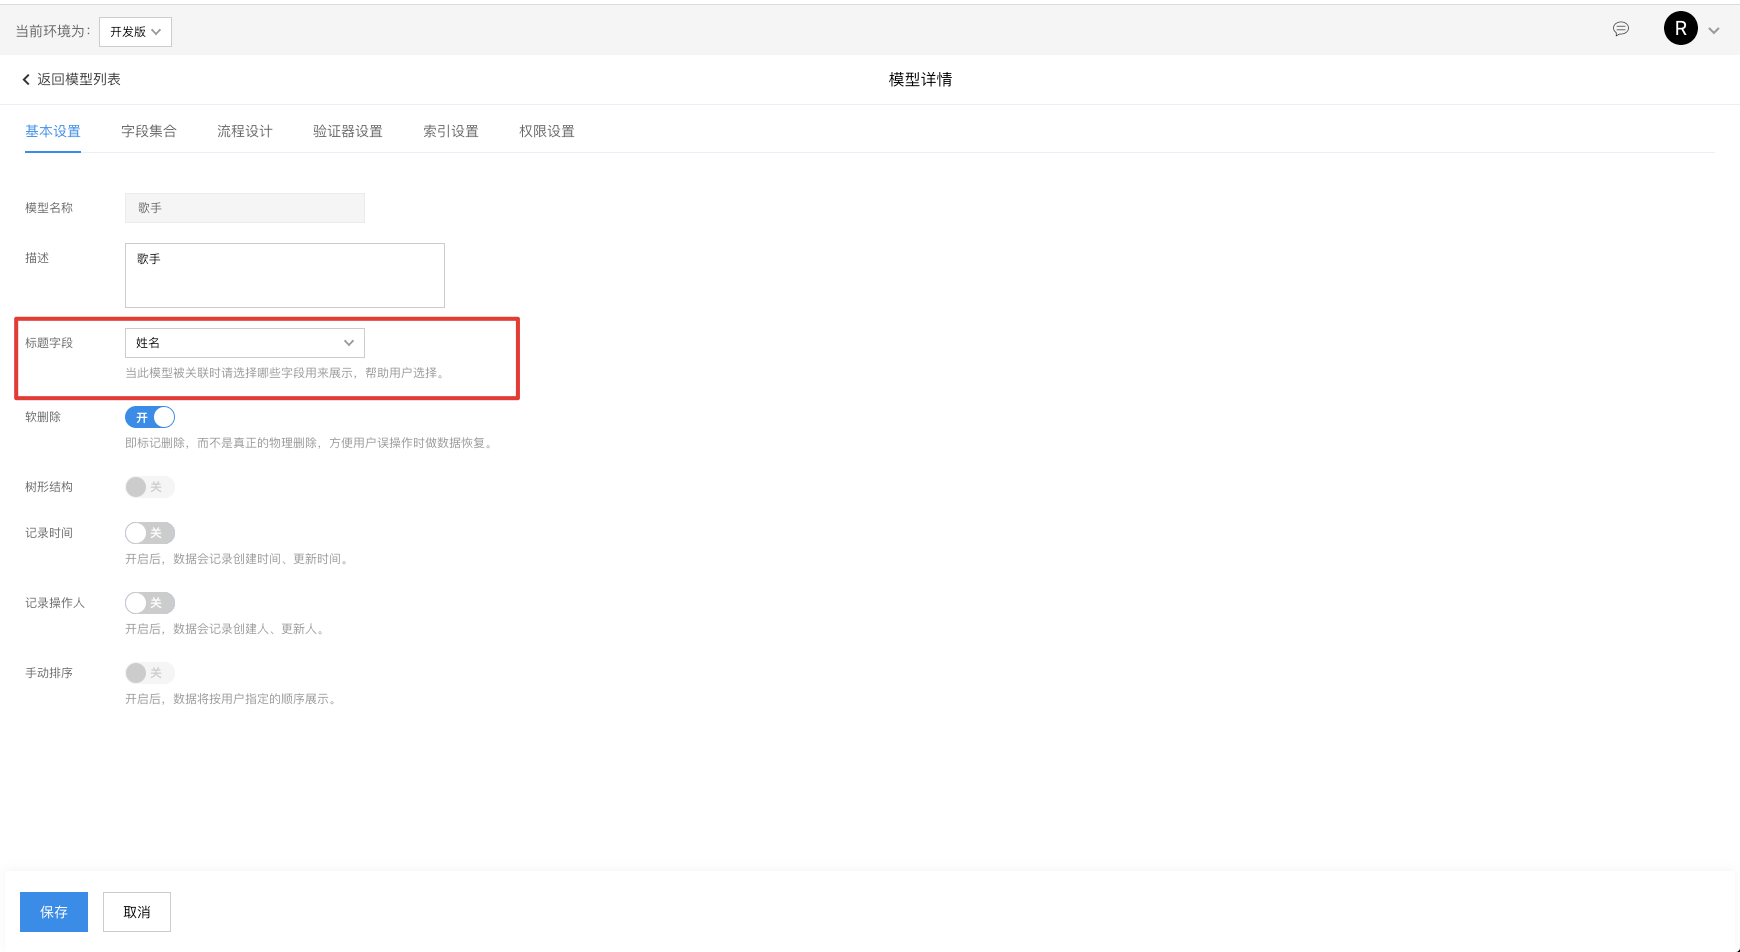 当前环境为： 开发版 R
返回模型列表 模型详情
基本设置 字段集合 流程设计 验证器设置 索引设置 权限设置
模型名称 歌手
描述 歌手
标题字段 姓名
当此模型被关联时请选择哪些字段用来展示，帮助用户选择。
软删除 开
即标记删除，而不是真正的物理删除，方便用户误操作时做数据恢复。
树形结构 关
记录时间 关
开启后，数据会记录创建时间、更新时间。
记录操作人 关
开启后，数据会记录创建人、更新人。
手动排序 关
开启后，数据将按用户指定的顺序展示。
保存 取消